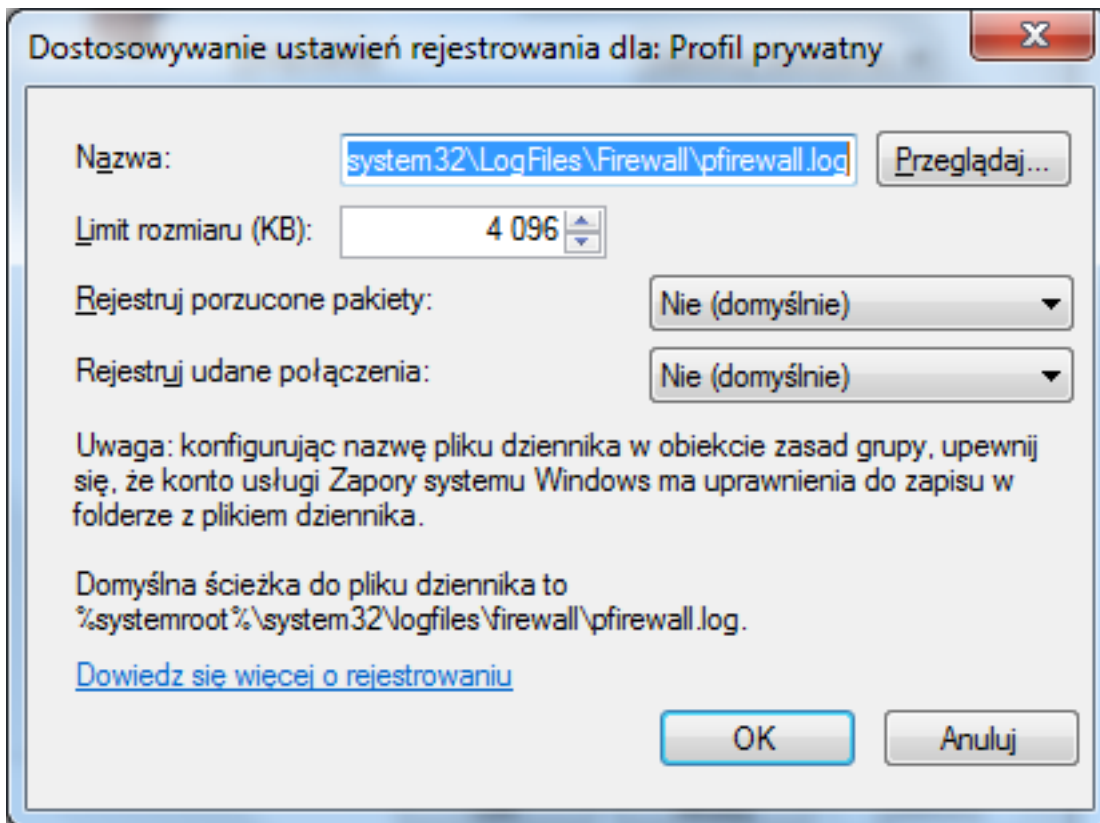 Dostosowywanie ustawień rejestrowania dla: Profil prywatny
Nazwa: system32\LogFiles\Firewall\pfirewall.log Przeglądaj...
Limit rozmiaru (KB): 4 096
Rejestruj porzucone pakiety: Nie (domyślnie)
Rejestruj udane połączenia: Nie (domyślnie)
Uwaga: konfigurując nazwę pliku dziennika w obiekcie zasad grupy, upewnij
się, że konto usługi Zapory systemu Windows ma uprawnienia do zapisu w
folderze z plikiem dziennika.
Domyślna ścieżka do pliku dziennika to
%systemroot%\system32\logfiles\firewall\pfirewall.log.
Dowiedz się więcej o rejestrowaniu
OK Anuluj